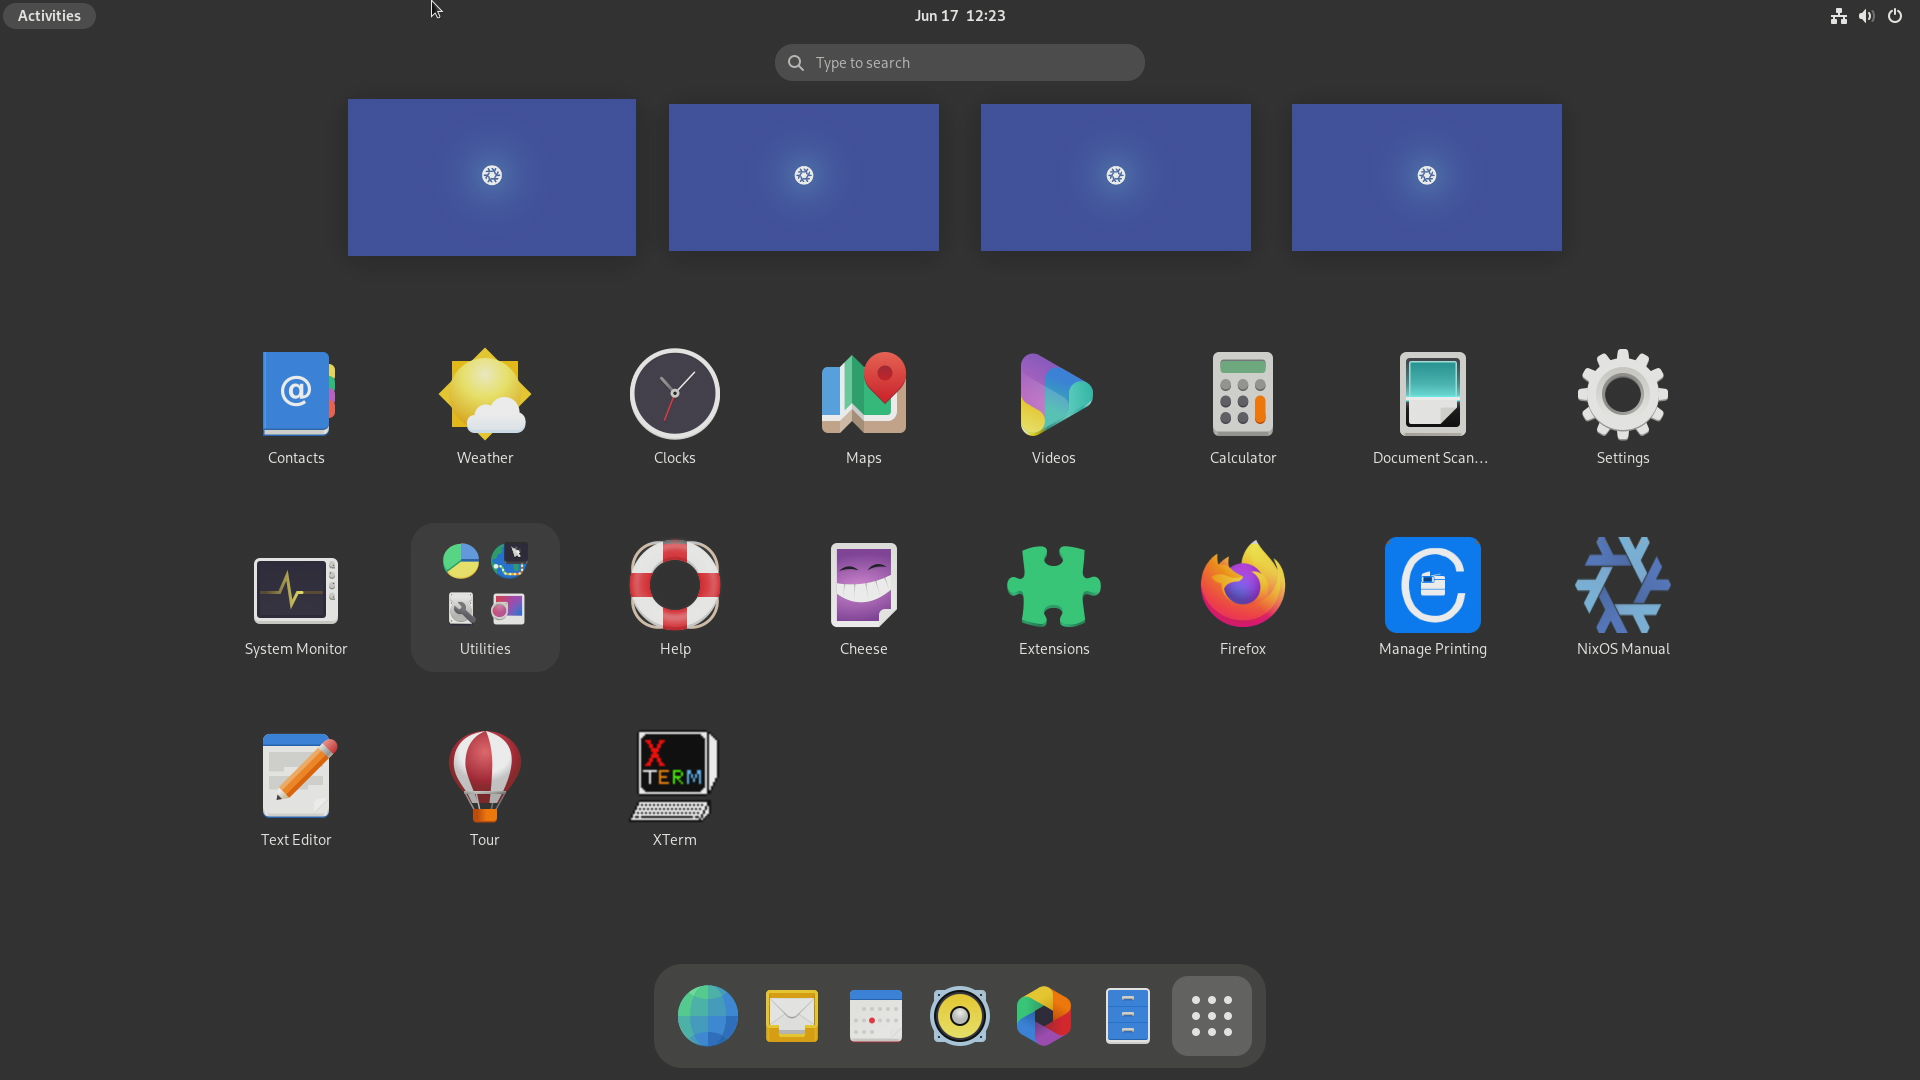 Activities
Jun 17 12:23
Type to search
Contacts
Weather
Clocks
Maps
Videos
Calculator
Document Scan…
Settings
System Monitor
Utilities
Help
Cheese
Extensions
Firefox
Manage Printing
NixOS Manual
X
TERM
Text Editor
Tour
XTerm